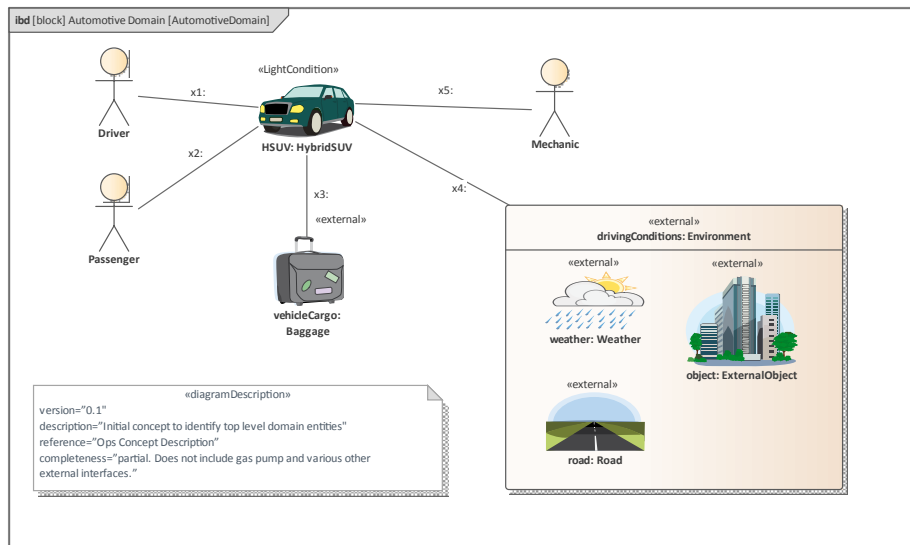 ibd [block] Automotive Domain [AutomotiveDomain]
«LightCondition»
x1:
x5:
Driver
HSUV: HybridSUV
Mechanic
x2:
x3:
x4:
«external»
Passenger
vehicleCargo:
Baggage
«external»
drivingConditions: Environment
«external»
weather: Weather
«external»
object: ExternalObject
«external»
road: Road
«diagramDescription»
version="0.1"
description="Initial concept to identify top level domain entities"
reference="Ops Concept Description"
completeness="partial. Does not include gas pump and various other
external interfaces."